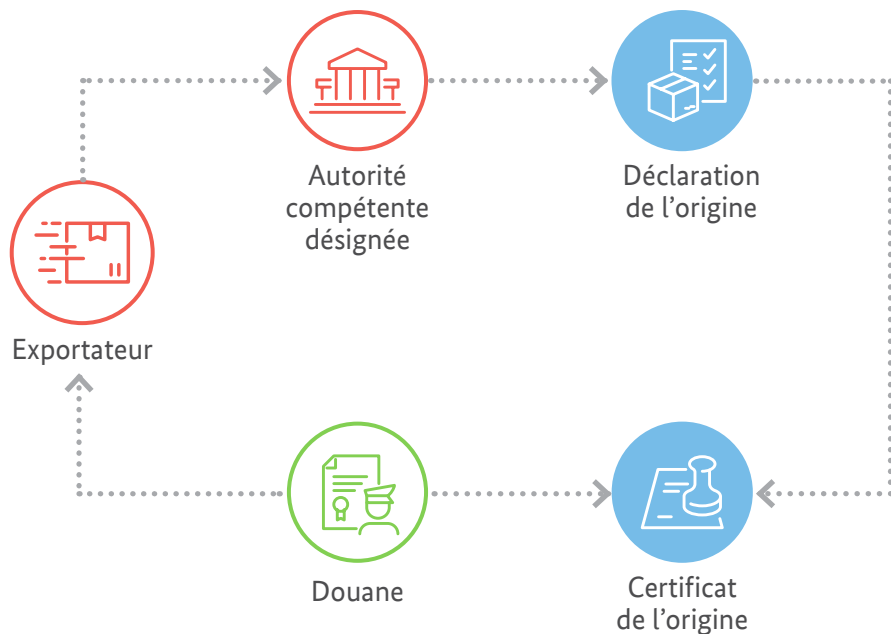 Autorité
compétente
désignée
Déclaration
de l’origine
Exportateur
Douane
Certificat
de l’origine